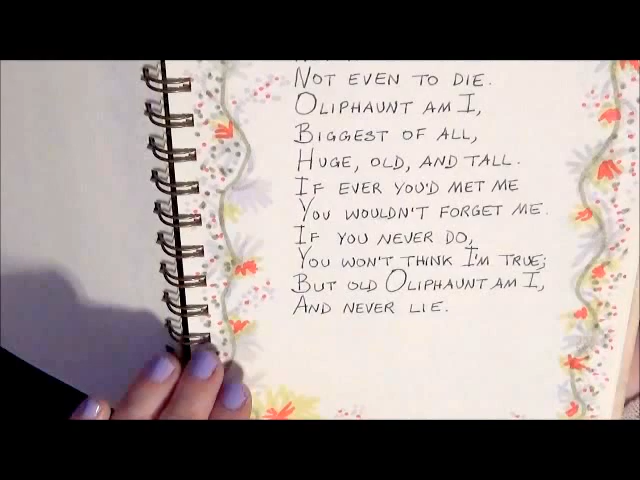 NOT EVEN TO DIE.
OLIPHAUNT AM I,
BIGGEST OF ALL,
HUGE, OLD, AND TALL.
IF EVER YOU'D MET ME
YOU WOULDN'T FORGET ME.
IF YOU NEVER DO,
YOU WON'T THINK I'M TRUE;
BUT OLD OLIPHAUNT AM I,
AND NEVER LIE.